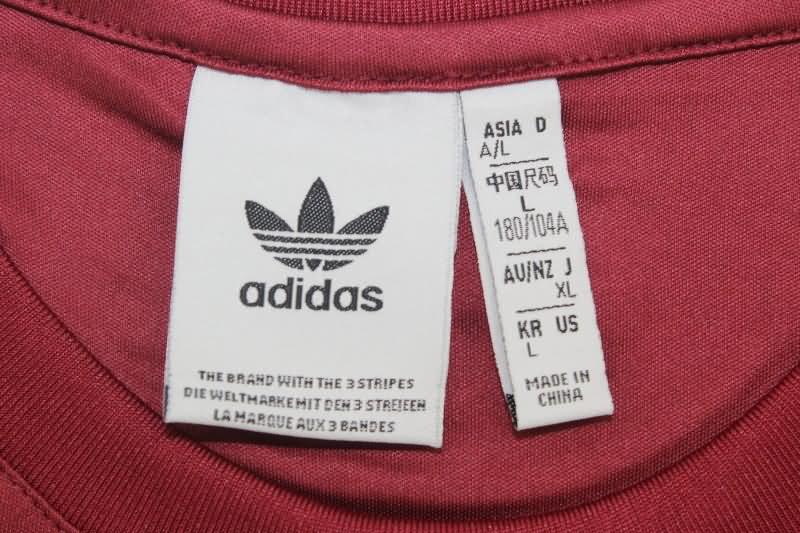 adidas
THE BRAND WITH THE 3 STRIPES
DIE WELTMARKE MIT DEN 3 STREIEEN
LA MARQUE AUX 3 BANDES
ASIA D
A/L
中国尺码
L
180/104A
AU/NZ J
XL
KR US
L
MADE IN
CHINA